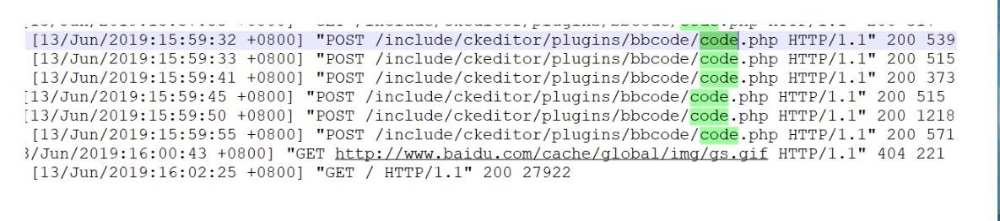 [13/Jun/2019:15:59:32 +0800] "POST /include/ckeditor/plugins/bbcode/code.php HTTP/1.1" 200 539
[13/Jun/2019:15:59:33 +0800] "POST /include/ckeditor/plugins/bbcode/code.php HTTP/1.1" 200 515
[13/Jun/2019:15:59:41 +0800] "POST /include/ckeditor/plugins/bbcode/code.php HTTP/1.1" 200 373
[13/Jun/2019:15:59:45 +0800] "POST /include/ckeditor/plugins/bbcode/code.php HTTP/1.1" 200 515
[13/Jun/2019:15:59:50 +0800] "POST /include/ckeditor/plugins/bbcode/code.php HTTP/1.1" 200 1218
[13/Jun/2019:15:59:55 +0800] "POST /include/ckeditor/plugins/bbcode/code.php HTTP/1.1" 200 571
/Jun/2019:16:00:43 +0800] "GET http://www.baidu.com/cache/global/img/gs.gif HTTP/1.1" 404 221
[13/Jun/2019:16:02:25 +0800] "GET / HTTP/1.1" 200 27922